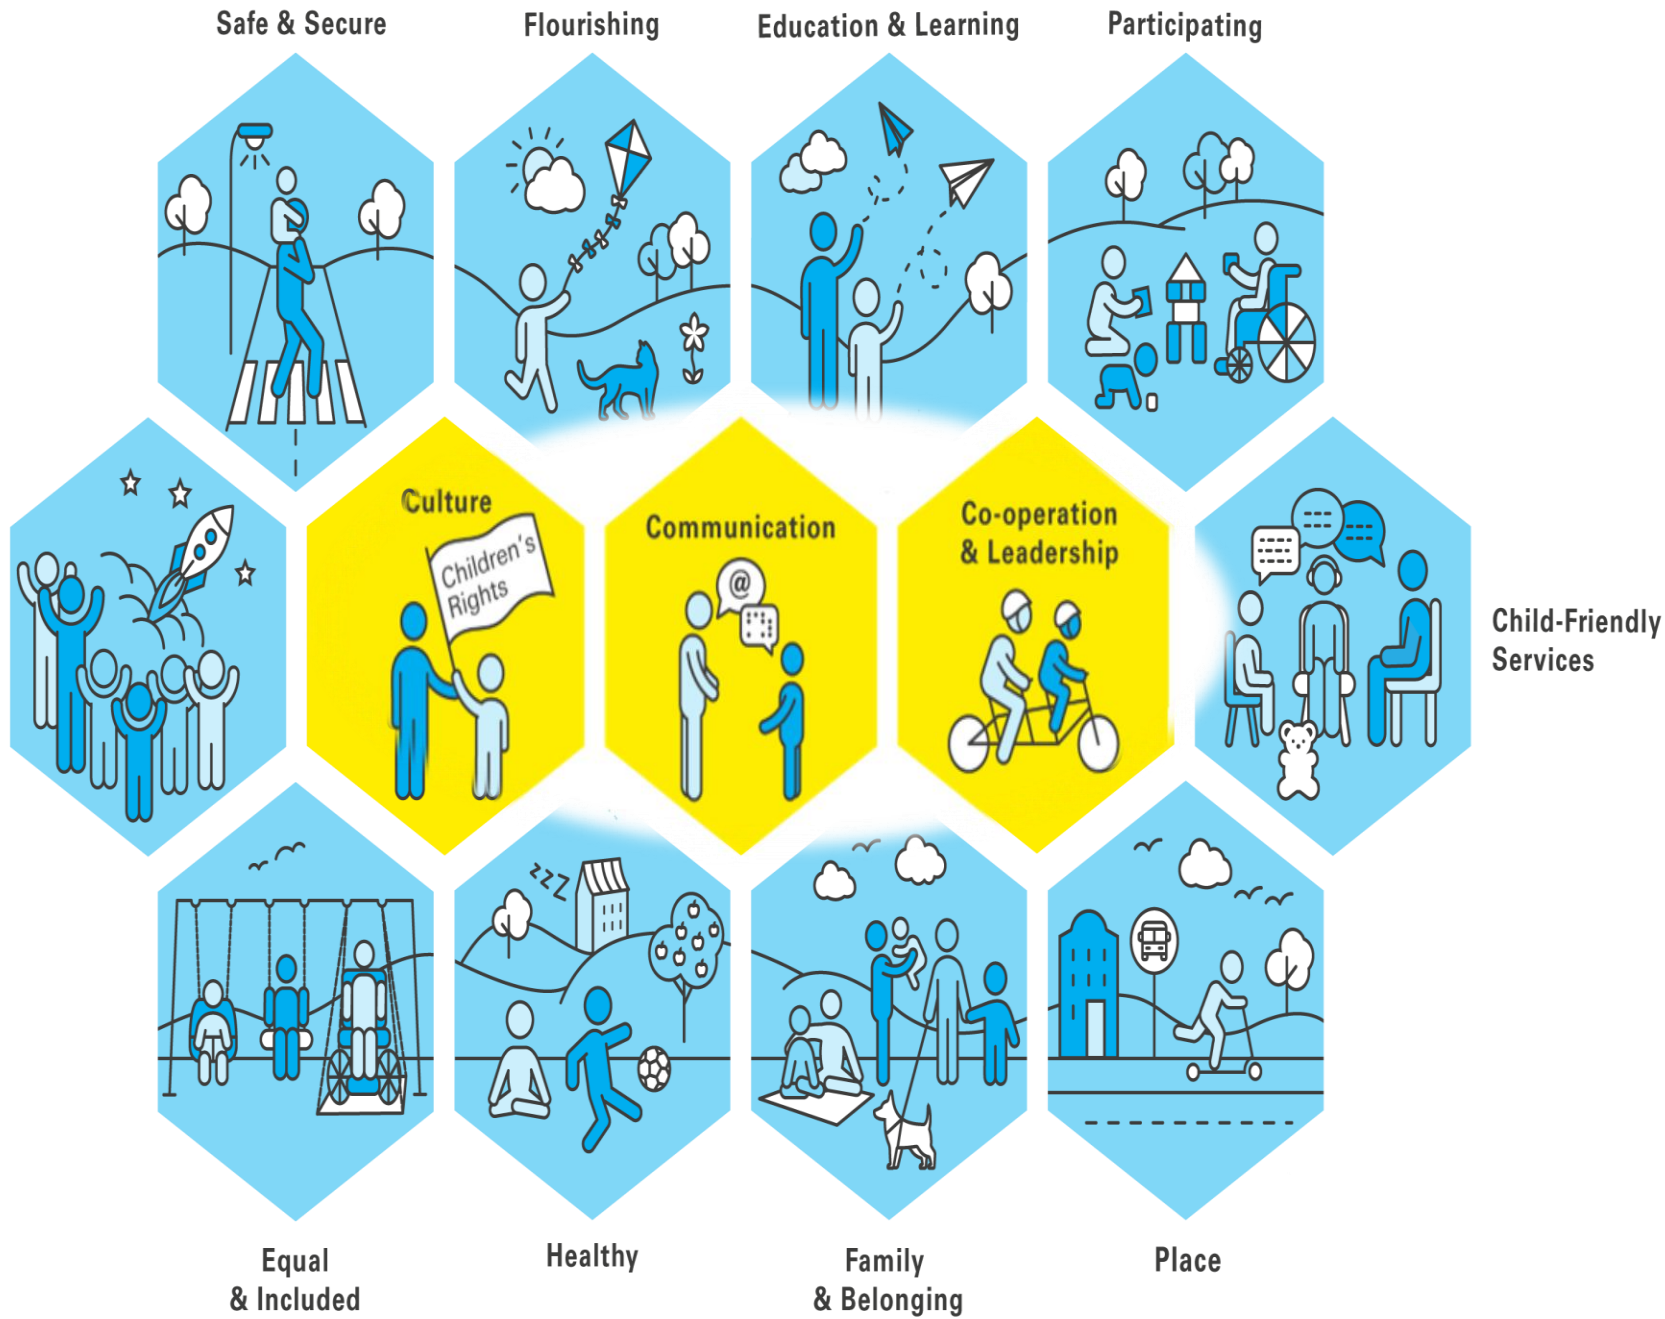 Safe & Secure
Flourishing
Education & Learning
Participating
Culture
Children's
Rights
Communication
@
Co-operation
& Leadership
Child-Friendly
Services
zzZ
Equal
& Included
Healthy
Family
& Belonging
Place